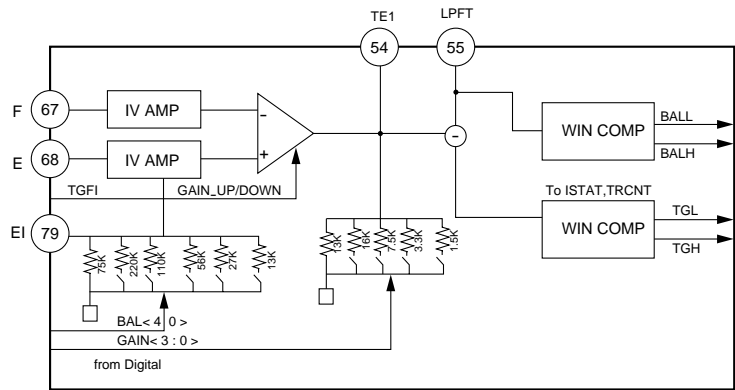 TE1
LPFT
54
55
F
67
IV AMP
-
BALL
WIN COMP
BALH
-
E
68
IV AMP
+
TGFI
GAIN_UP/DOWN
To ISTAT,TRCNT
TGL
WIN COMP
TGH
EI
79
75K
220K
110K
56K
27K
13K
13K
16K
7.5K
3.3K
1.5K
BAL< 4 : 0 >
GAIN< 3 : 0 >
from Digital